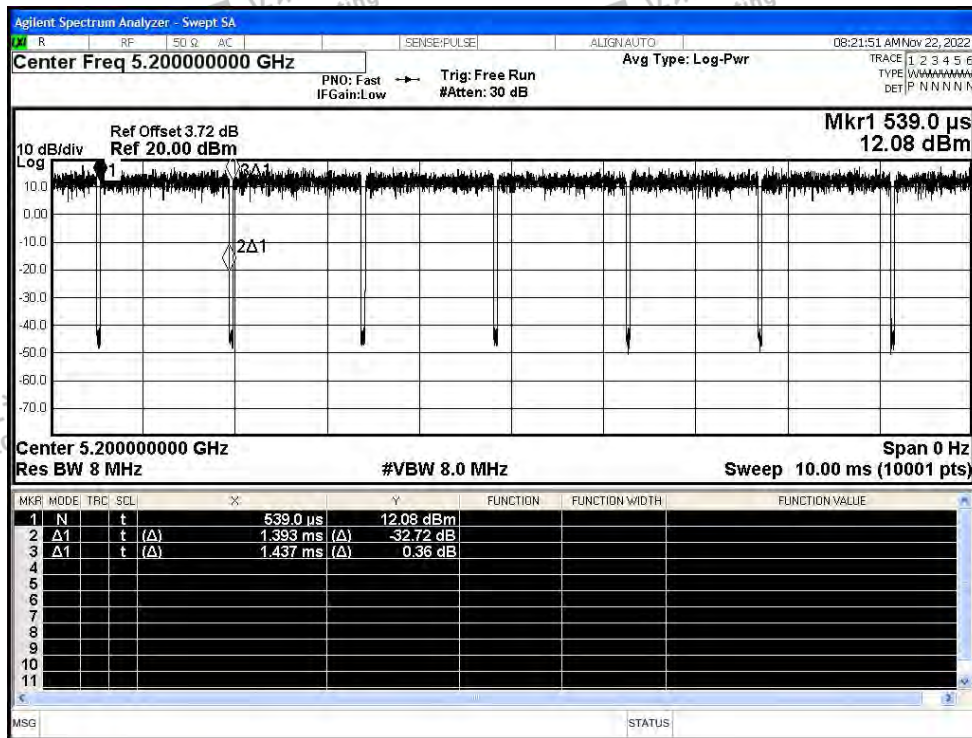 Agilent Spectrum Analyzer - Swept SA
R RF 50 Ω AC SENSE:PULSE ALIGNAUTO 08:21:51 AM Nov 22, 2022
Center Freq 5.200000000 GHz
PNO: Fast
IFGain:Low
Trig: Free Run
#Atten: 30 dB
Avg Type: Log-Pwr
TRACE 1 2 3 4 5 6
TYPE WWWWWW
DET P N N N N N
Mkr1 539.0 µs
12.08 dBm
Ref Offset 3.72 dB
10 dB/div Ref 20.00 dBm
Log
1
3Δ1
10.0
0.00
2Δ1
-10.0
-20.0
-30.0
-40.0
-50.0
-60.0
-70.0
Center 5.200000000 GHz Span 0 Hz
Res BW 8 MHz #VBW 8.0 MHz Sweep 10.00 ms (10001 pts)
MKR MODE TRC SCL X Y FUNCTION FUNCTION WIDTH FUNCTION VALUE
1 N t 539.0 µs 12.08 dBm
2 Δ1 t (Δ) 1.393 ms (Δ) -32.72 dB
3 Δ1 t (Δ) 1.437 ms (Δ) 0.36 dB
4
5
6
7
8
9
10
11
MSG STATUS